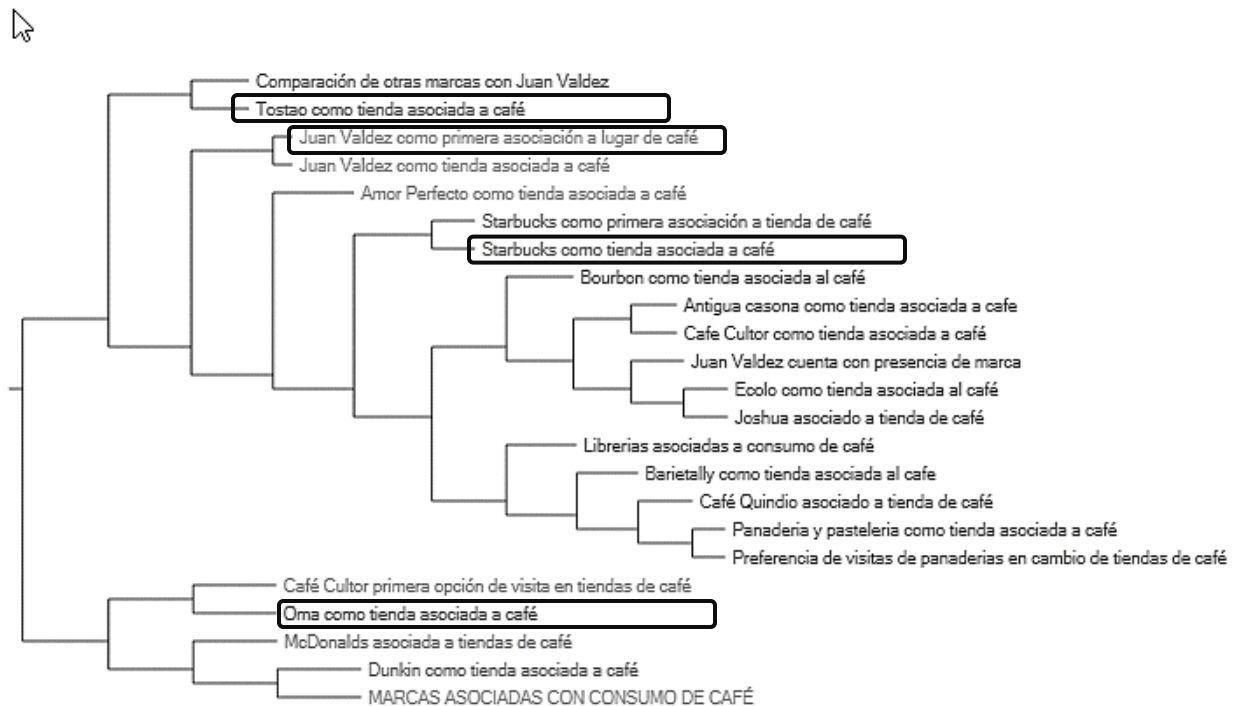 Comparación de otras marcas con Juan Valdez
Tostao como tienda asociada a café
Juan Valdez como primera asociación a lugar de café
Juan Valdez como tienda asociada a café
Amor Perfecto como tienda asociada a café
Starbucks como primera asociación a tienda de café
Starbucks como tienda asociada a café
Bourbon como tienda asociada al café
Antigua casona como tienda asociada a cafe
Cafe Cultor como tienda asociada a café
Juan Valdez cuenta con presencia de marca
Ecolo como tienda asociada al café
Joshua asociado a tienda de café
Librerias asociadas a consumo de café
Barietally como tienda asociada al cafe
Café Quindio asociado a tienda de café
Panaderia y pasteleria como tienda asociada a café
Preferencia de visitas de panaderias en cambio de tiendas de café
Café Cultor primera opción de visita en tiendas de café
Oma como tienda asociada a café
McDonalds asociada a tiendas de café
Dunkin como tienda asociada a café
MARCAS ASOCIADAS CON CONSUMO DE CAFÉ